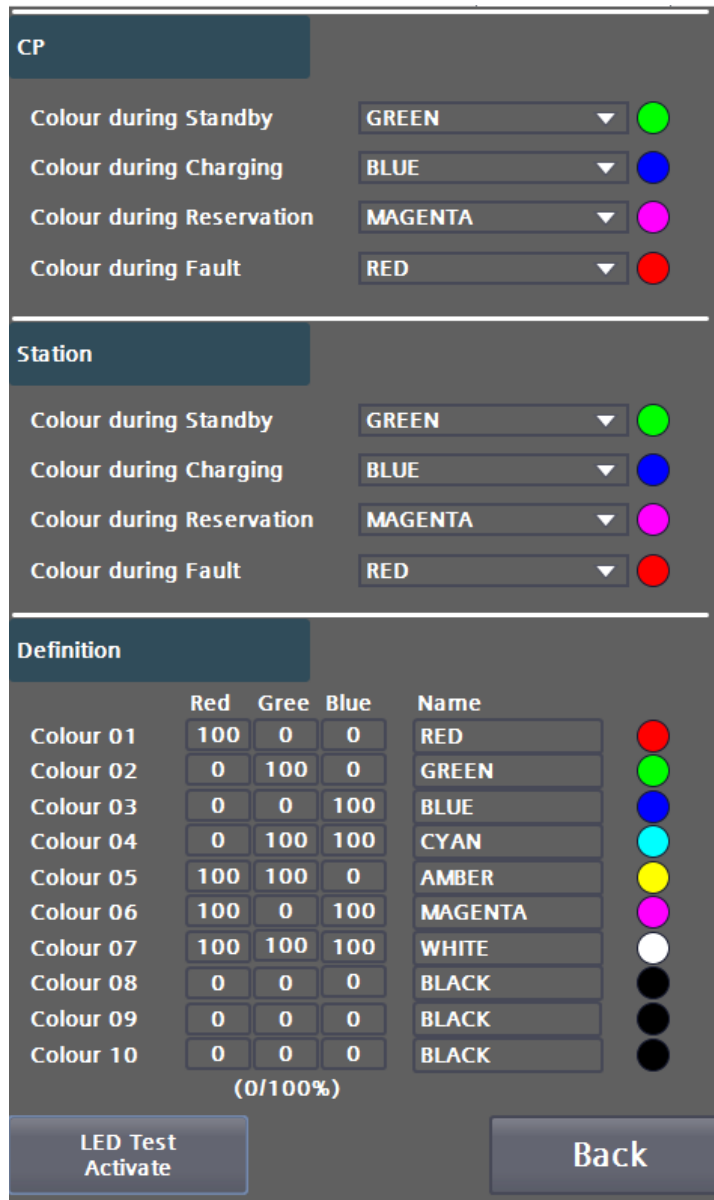 CP
Colour during Standby GREEN
Colour during Charging BLUE
Colour during Reservation MAGENTA
Colour during Fault RED
Station
Colour during Standby GREEN
Colour during Charging BLUE
Colour during Reservation MAGENTA
Colour during Fault RED
Definition
Red Gree Blue Name
Colour 01 100 0 0 RED
Colour 02 0 100 0 GREEN
Colour 03 0 0 100 BLUE
Colour 04 0 100 100 CYAN
Colour 05 100 100 0 AMBER
Colour 06 100 0 100 MAGENTA
Colour 07 100 100 100 WHITE
Colour 08 0 0 0 BLACK
Colour 09 0 0 0 BLACK
Colour 10 0 0 0 BLACK
(0/100%)
LED Test
Activate
Back